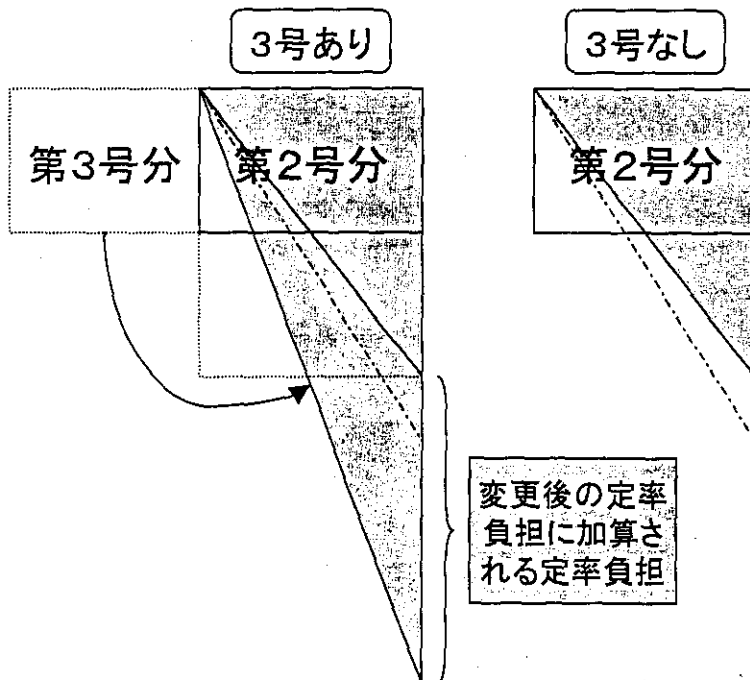 3号あり
3号なし
第3号分
第2号分
第2号分
変更後の定率
負担に加算さ
れる定率負担